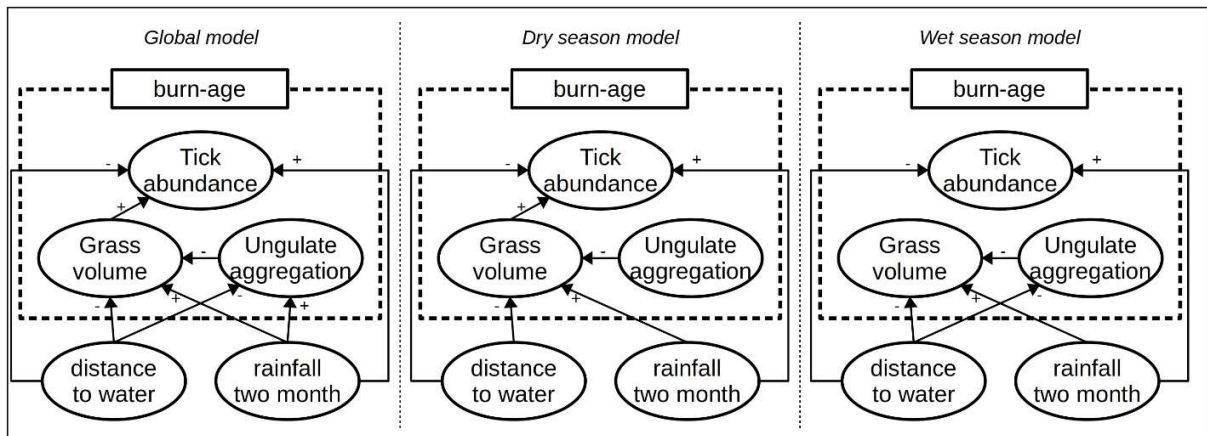 Global model
burn-age
-
+
Tick
abundance
+
Grass
volume
-
Ungulate
aggregation
-
+
-
+
distance
to water
rainfall
two month
Dry season model
burn-age
-
+
Tick
abundance
+
Grass
volume
-
Ungulate
aggregation
-
+
distance
to water
rainfall
two month
Wet season model
burn-age
-
+
Tick
abundance
Grass
volume
-
Ungulate
aggregation
-
+
-
distance
to water
rainfall
two month